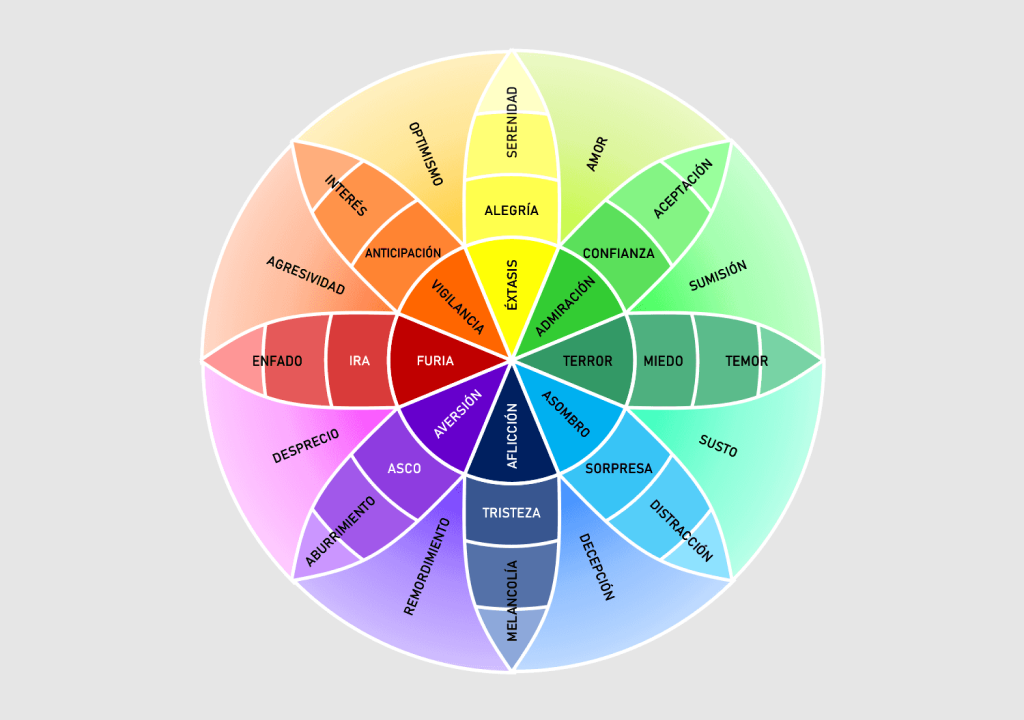 SERENIDAD
OPTIMISMO
AMOR
INTERÉS
ACEPTACIÓN
ALEGRÍA
ANTICIPACIÓN
CONFIANZA
AGRESIVIDAD
SUMISIÓN
VIGILANCIA
ÉXTASIS
ADMIRACIÓN
ENFADO
IRA
FURIA
TERROR
MIEDO
TEMOR
AVERSIÓN
AFLICCIÓN
ASOMBRO
DESPRECIO
SUSTO
ASCO
SORPRESA
TRISTEZA
ABURRIMIENTO
DISTRACCIÓN
REMORDIMIENTO
DECEPCIÓN
MELANCOLÍA